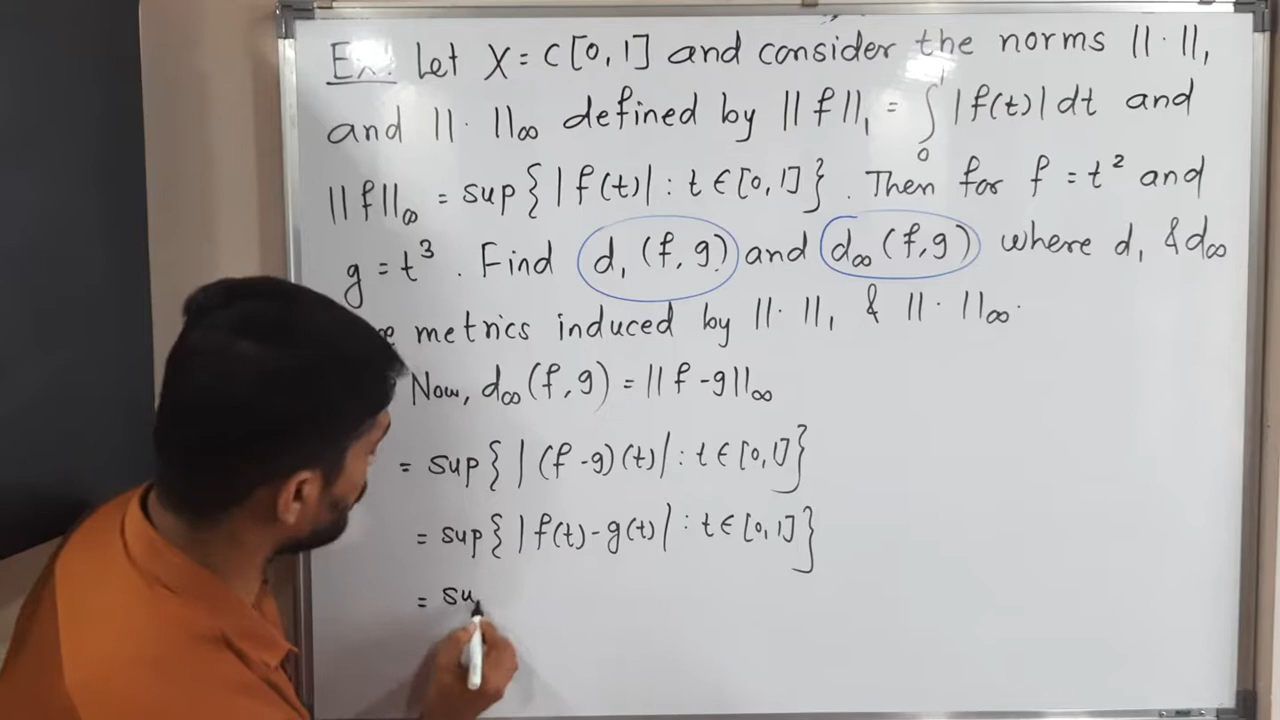 Ex: Let X = C[0,1] and consider the norms ||·||₁
and ||·||∞ defined by ||f||₁ = ∫₀¹ |f(t)| dt and
||f||∞ = sup{ |f(t)| : t ∈ [0,1] }. Then for f = t² and
g = t³. Find d₁(f,g) and d∞(f,g) where d₁ & d∞
metrics induced by ||·||₁ & ||·||∞.
Now, d∞(f,g) = ||f-g||∞
= sup{ |(f-g)(t)| : t ∈ [0,1] }
= sup{ |f(t)-g(t)| : t ∈ [0,1] }
= su